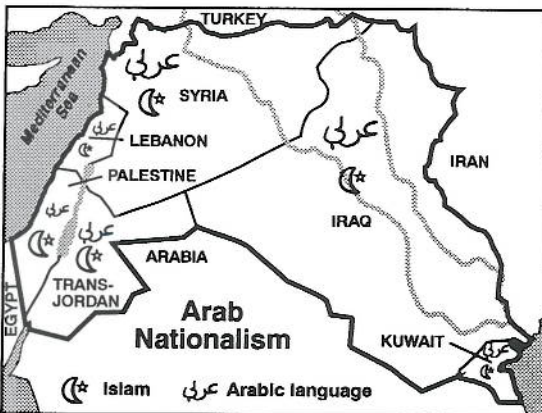 TURKEY
عربي
Mediterranean
Sea
SYRIA
عربي
LEBANON
عربي
PALESTINE
IRAN
عربي
عربي
IRAQ
TRANS-
JORDAN
ARABIA
EGYPT
Arab
Nationalism
KUWAIT
عربي
Islam
عربي Arabic language